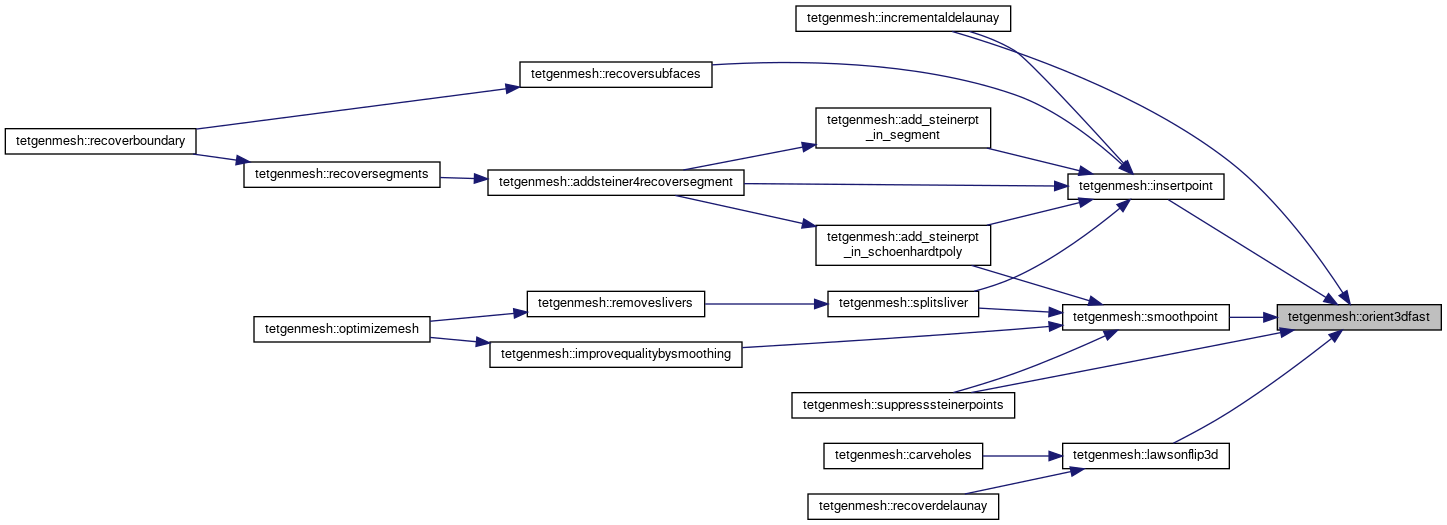 tetgenmesh::incrementaldelaunay
tetgenmesh::recoversubfaces
tetgenmesh::add_steinerpt
_in_segment
tetgenmesh::recoverboundary
tetgenmesh::recoversegments
tetgenmesh::addsteiner4recoversegment
tetgenmesh::insertpoint
tetgenmesh::add_steinerpt
_in_schoenhardtpoly
tetgenmesh::removeslivers
tetgenmesh::splitsliver
tetgenmesh::smoothpoint
tetgenmesh::orient3dfast
tetgenmesh::optimizemesh
tetgenmesh::improvequalitybysmoothing
tetgenmesh::suppresssteinerpoints
tetgenmesh::carveholes
tetgenmesh::lawsonflip3d
tetgenmesh::recoverdelaunay